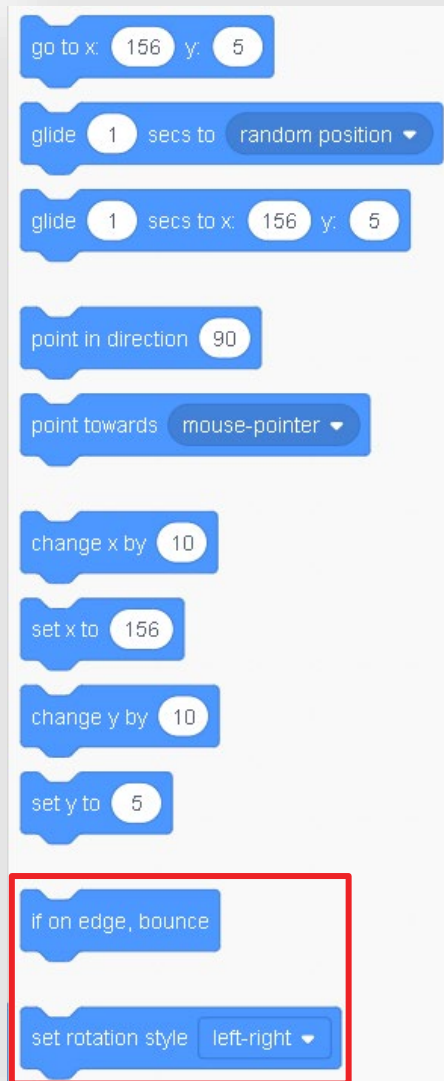 go to x: 156 y: 5
glide 1 secs to random position
glide 1 secs to x: 156 y: 5
point in direction 90
point towards mouse-pointer
change x by 10
set x to 156
change y by 10
set y to 5
if on edge, bounce
set rotation style left-right